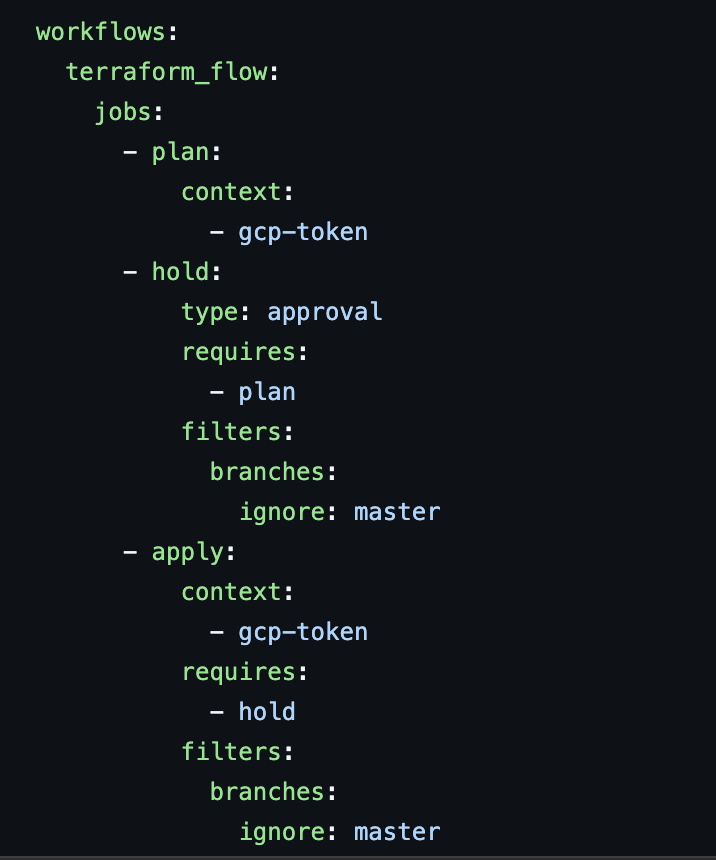 workflows:
  terraform_flow:
    jobs:
      - plan:
          context:
            - gcp-token
      - hold:
          type: approval
          requires:
            - plan
          filters:
            branches:
              ignore: master
      - apply:
          context:
            - gcp-token
          requires:
            - hold
          filters:
            branches:
              ignore: master